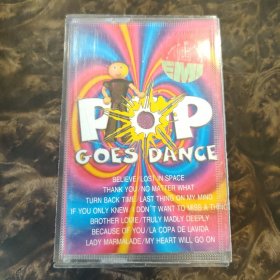 EMI
POP
GOES DANCE
BELIEVE/LOST IN SPACE
THANK YOU/NO MATTER WHAT
TURN BACK TIME/LAST THING ON MY MIND
IF YOU ONLY KNEW/I DON'T WANT TO MISS A THING
BROTHER LOUIE/TRULY MADLY DEEPLY
BECAUSE OF YOU/LA COPA DE LAVIDA
LADY MARMALADE/MY HEART WILL GO ON